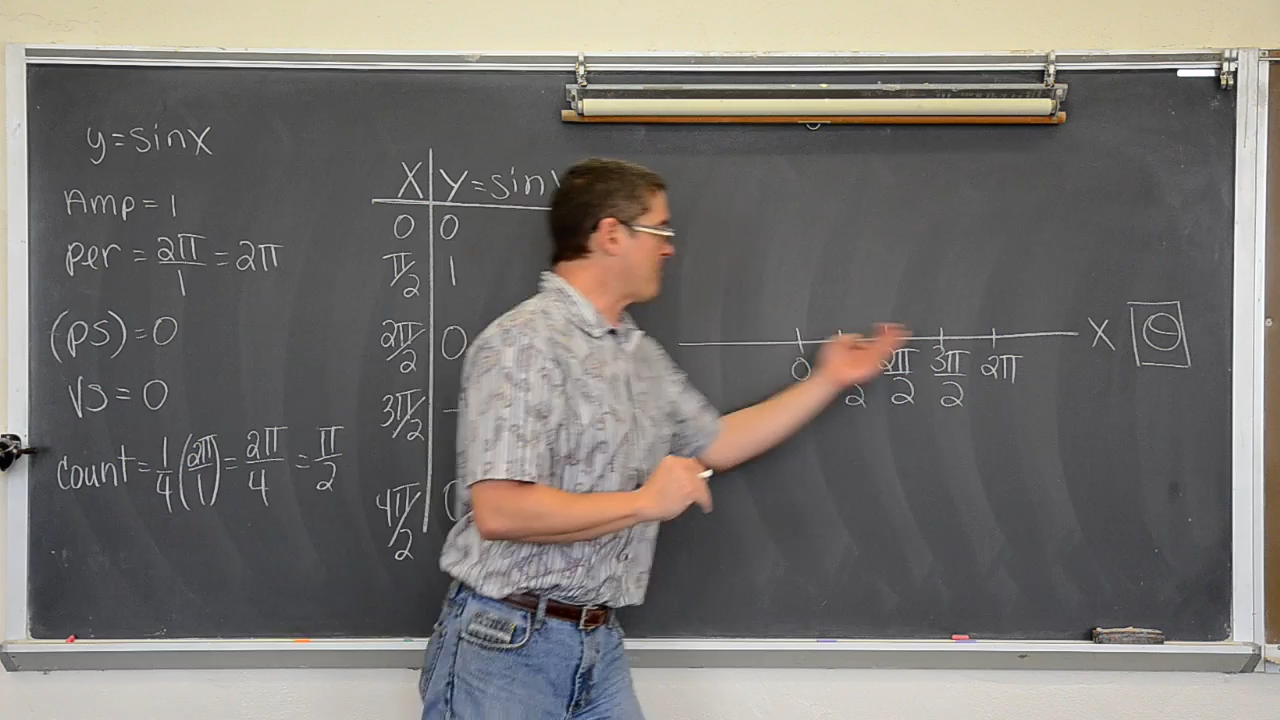 y=sinx
Amp=1
per = 2π/1 = 2π
(ps)=0
VS=0
count=1/4(2π/1)=2π/4=π/2
X y=sin
0 0
π/2 1
2π/2 0
3π/2
4π/2
X θ
0 2 2π/2 3π/2 2π